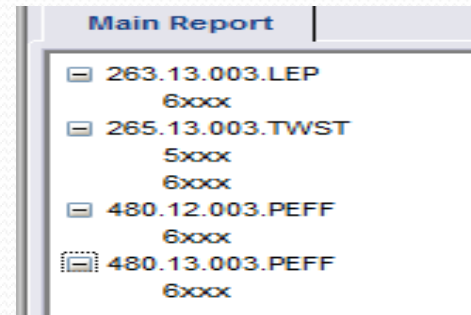 Main Report
263.13.003.LEP
6xxx
265.13.003.TWST
5xxx
6xxx
480.12.003.PEFF
6xxx
480.13.003.PEFF
6xxx